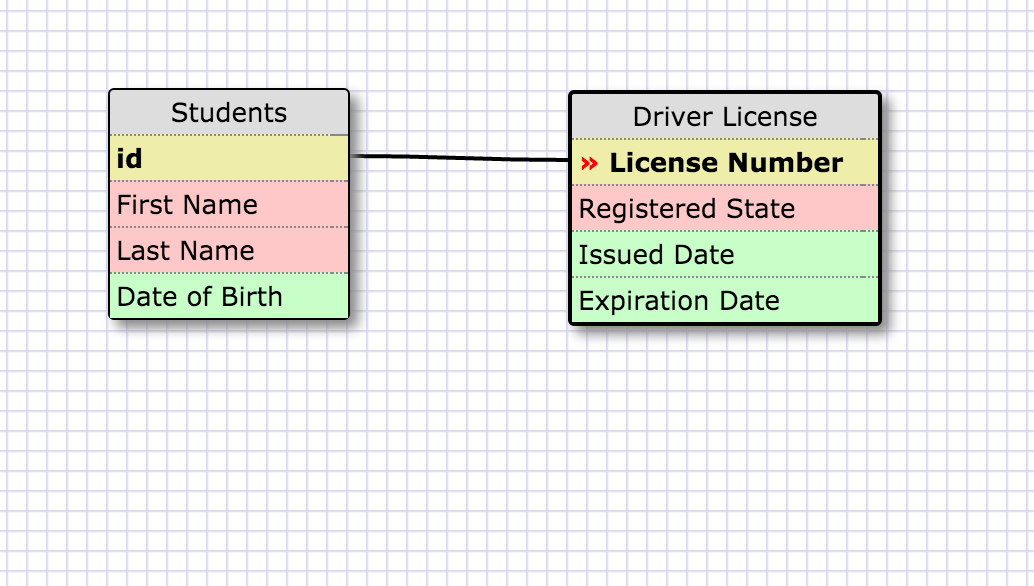 Students
id
First Name
Last Name
Date of Birth
Driver License
» License Number
Registered State
Issued Date
Expiration Date